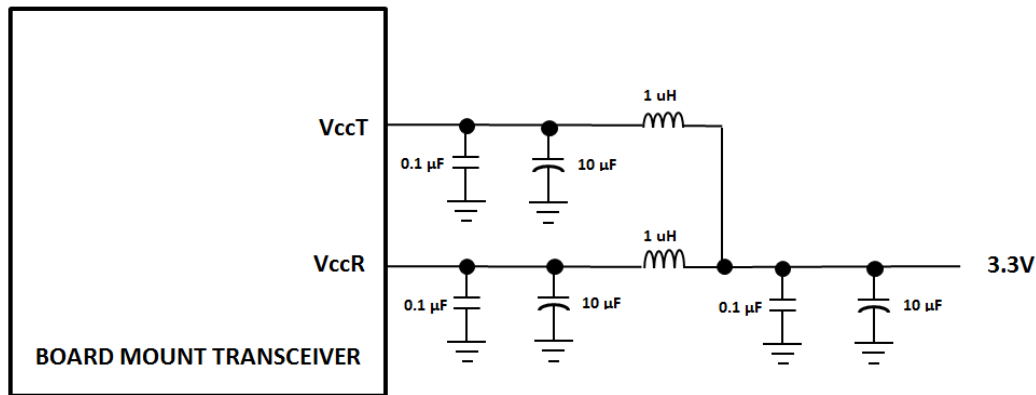 1 uH
VccT
0.1 µF
10 µF
1 uH
VccR
3.3V
0.1 µF
10 µF
0.1 µF
10 µF
BOARD MOUNT TRANSCEIVER